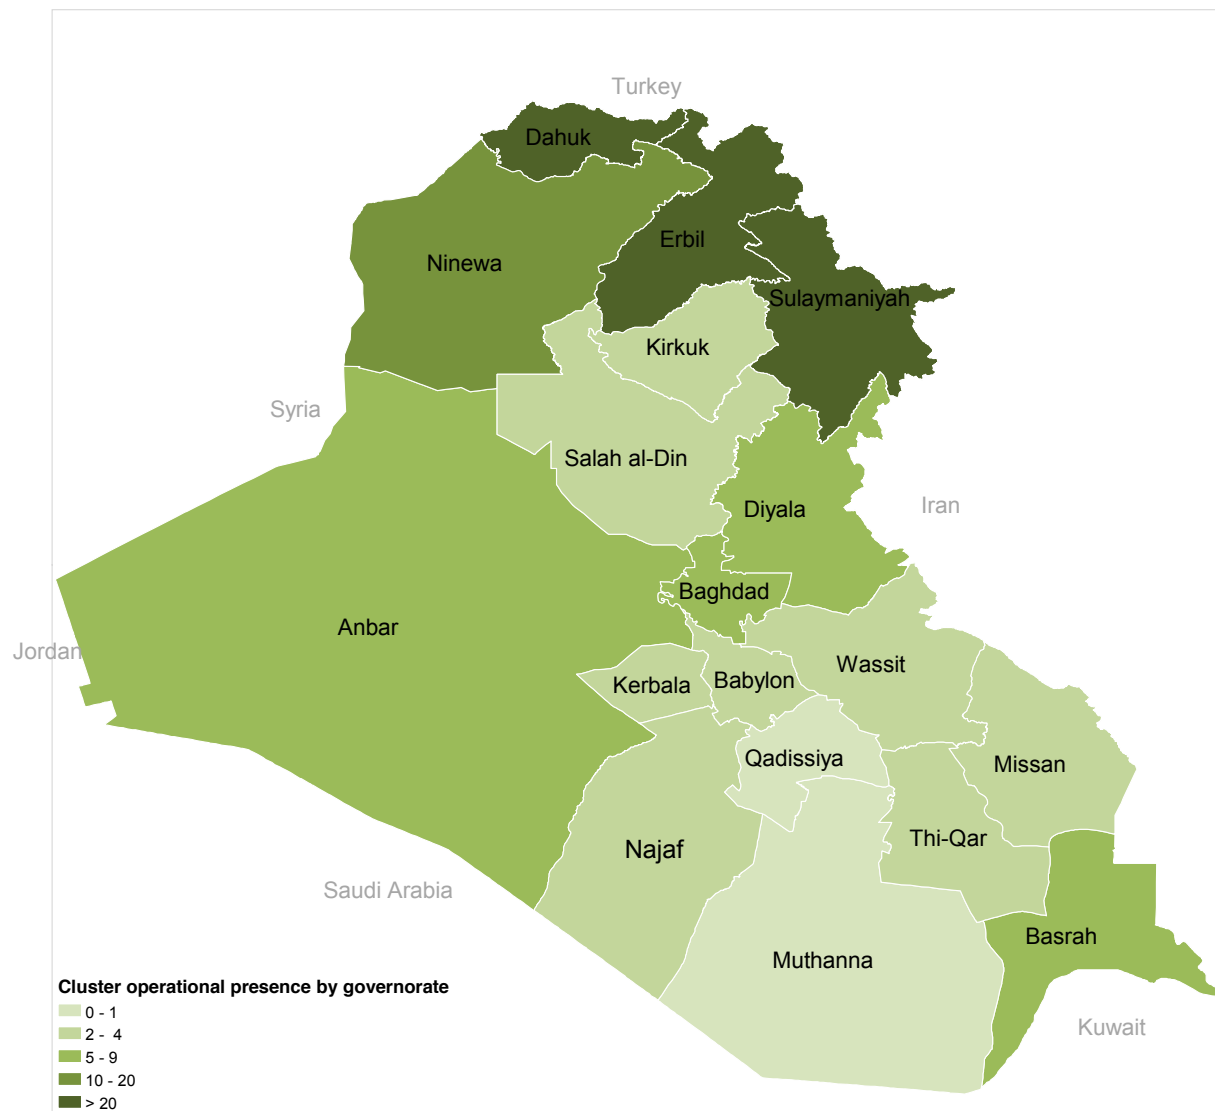 Turkey
Dahuk
Erbil
Ninewa
Sulaymaniyah
Kirkuk
Syria
Salah al-Din
Iran
Diyala
Baghdad
Anbar
Jordan
Wassit
Kerbala
Babylon
Qadissiya
Missan
Thi-Qar
Najaf
Saudi Arabia
Basrah
Muthanna
Kuwait
Cluster operational presence by governorate
0 - 1
2 - 4
5 - 9
10 - 20
> 20